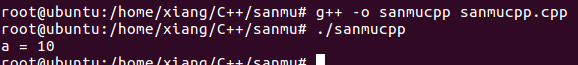 root@ubuntu:/home/xiang/C++/sanmu# g++ -o sanmucpp sanmucpp.cpp
root@ubuntu:/home/xiang/C++/sanmu# ./sanmucpp
a = 10
root@ubuntu:/home/xiang/C++/sanmu#